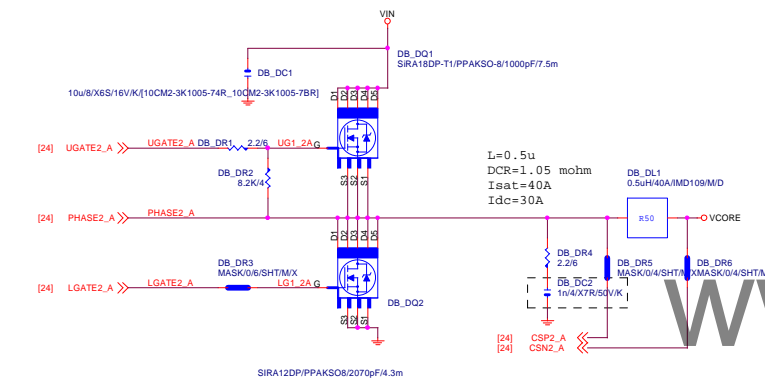 VIN
DB_DQ1
SiRA18DP-T1/PPAKSO-8/1000pF/7.5m
DB_DC1
10u/8/X6S/16V/K/[10CM2-3K1005-74R_10CM2-3K1005-7BR]
D1 D2 D3 D4 D5
[24] UGATE2_A UGATE2_A DB_DR1 2.2/6 UG1_2A G
DB_DR2
8.2K/4
S3 S2 S1
L=0.5u
DCR=1.05 mohm
Isat=40A
Idc=30A
DB_DL1
0.5uH/40A/IMD109/M/D
[24] PHASE2_A PHASE2_A
R50
VCORE
D1 D2 D3 D4 D5
DB_DR3
MASK/0/6/SHT/M/X
[24] LGATE2_A LGATE2_A LG1_2A G
DB_DQ2
S3 S2 S1
DB_DR4
2.2/6
DB_DC2
1n/4/X7R/50V/K
DB_DR5
MASK/0/4/SHT/M/X
DB_DR6
MASK/0/4/SHT/M
[24] CSP2_A
[24] CSN2_A
SIRA12DP/PPAKSO8/2070pF/4.3m